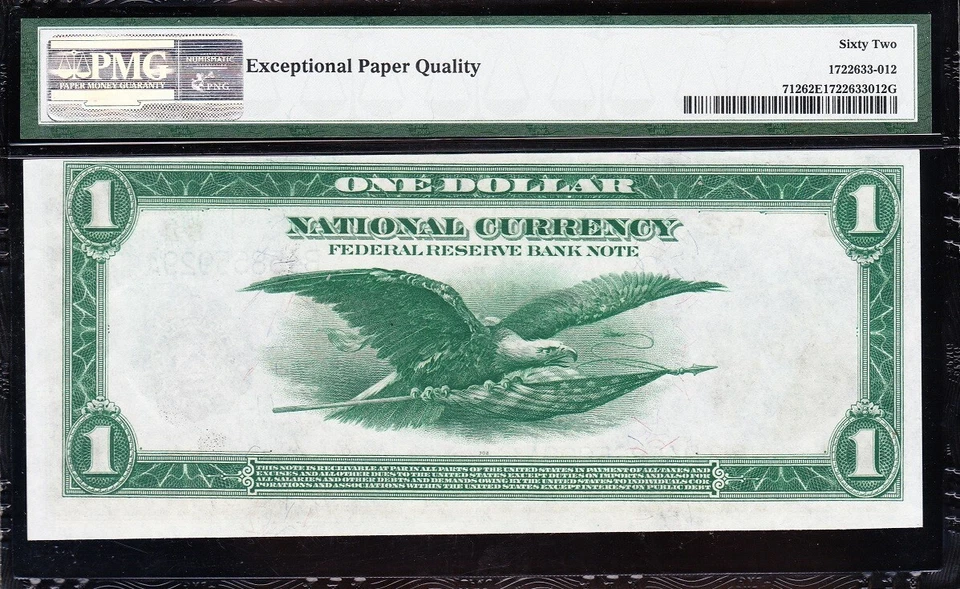 PMG
PAPER MONEY GUARANTY
NUMISMATIC
PNG
Exceptional Paper Quality
Sixty Two
1722633-012
71262E1722633012G
1 ONE DOLLAR 1
NATIONAL CURRENCY
FEDERAL RESERVE BANK NOTE
1 1
THIS NOTE IS RECEIVABLE AT PAR IN ALL PARTS OF THE UNITED STATES IN PAYMENT OF ALL TAXES AND
EXCISES AND ALL OTHER DUES TO THE UNITED STATES EXCEPT DUTIES ON IMPORTS AND ALSO FOR
ALL SALARIES AND OTHER DEBTS AND DEMANDS OWING BY THE UNITED STATES TO INDIVIDUALS COR-
PORATIONS AND ASSOCIATIONS WITHIN THE UNITED STATES EXCEPT INTEREST ON PUBLIC DEBT